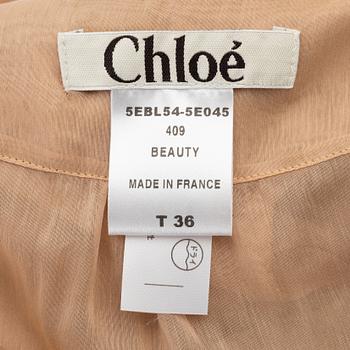 Chloé
5EBL54-5E045
409
BEAUTY
MADE IN FRANCE
T 36